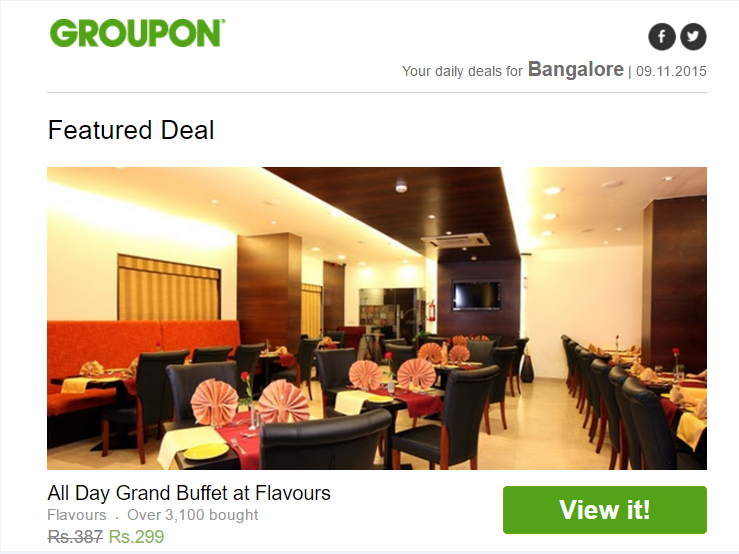 GROUPON
Your daily deals for Bangalore | 09.11.2015
Featured Deal
All Day Grand Buffet at Flavours
Flavours . Over 3,100 bought
Rs.387 Rs.299
View it!